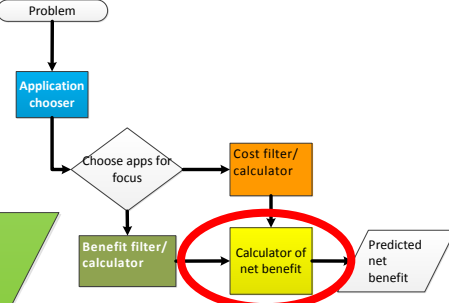 Problem
Application
chooser
Choose apps for
focus
Cost filter/
calculator
Benefit filter/
calculator
Calculator of
net benefit
Predicted
net
benefit